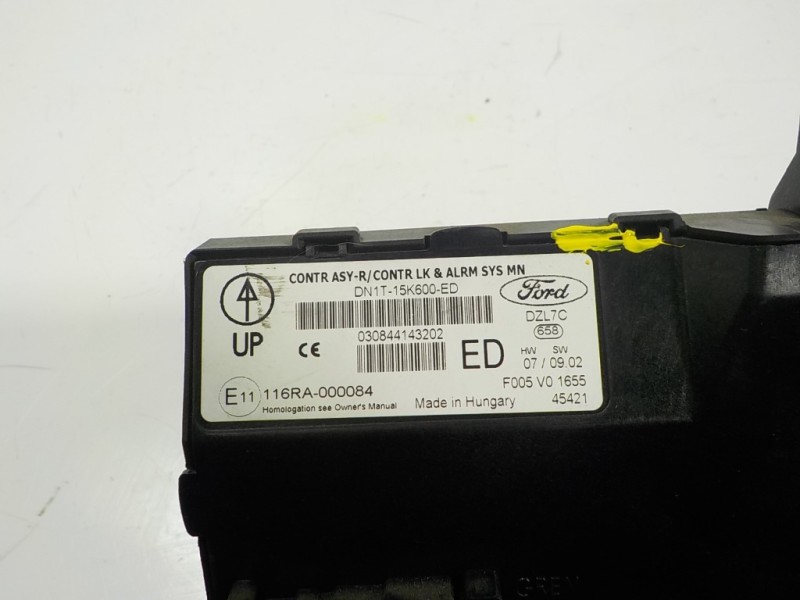 CONTR ASY-R/CONTR LK & ALRM SYS MN
DN1T-15K600-ED
Ford
DZL7C
658
UP
CE
030844143202
ED
HW SW
07 / 09.02
E11 116RA-000084
F005 V0 1655
Homologation see Owner's Manual
Made in Hungary
45421